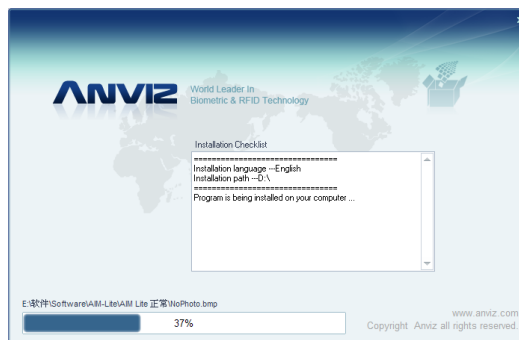 ANVIZ
World Leader In
Biometric & RFID Technology
Installation Checklist
================================
Installation language ---English
Installation path ---D:\
================================
Program is being installed on your computer ...
E:\软件\Software\AIM-Lite\AIM Lite 正常\NoPhoto.bmp
37%
www.anviz.com
Copyright Anviz all rights reserved.